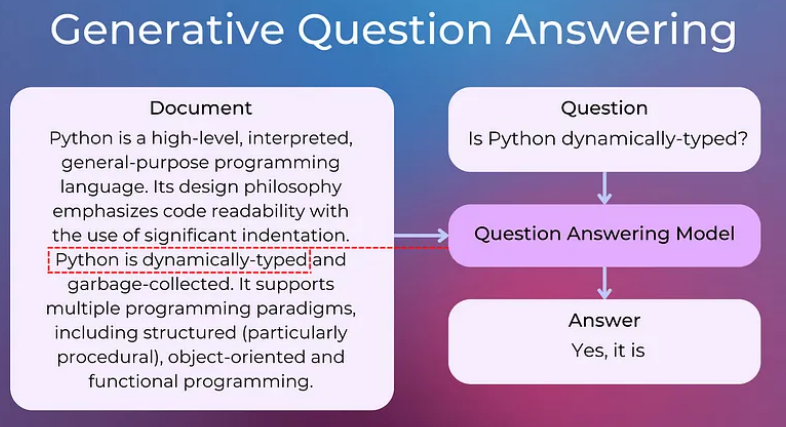 Generative Question Answering
Document
Python is a high-level, interpreted,
general-purpose programming
language. Its design philosophy
emphasizes code readability with
the use of significant indentation.
Python is dynamically-typed and
garbage-collected. It supports
multiple programming paradigms,
including structured (particularly
procedural), object-oriented and
functional programming.
Question
Is Python dynamically-typed?
Question Answering Model
Answer
Yes, it is